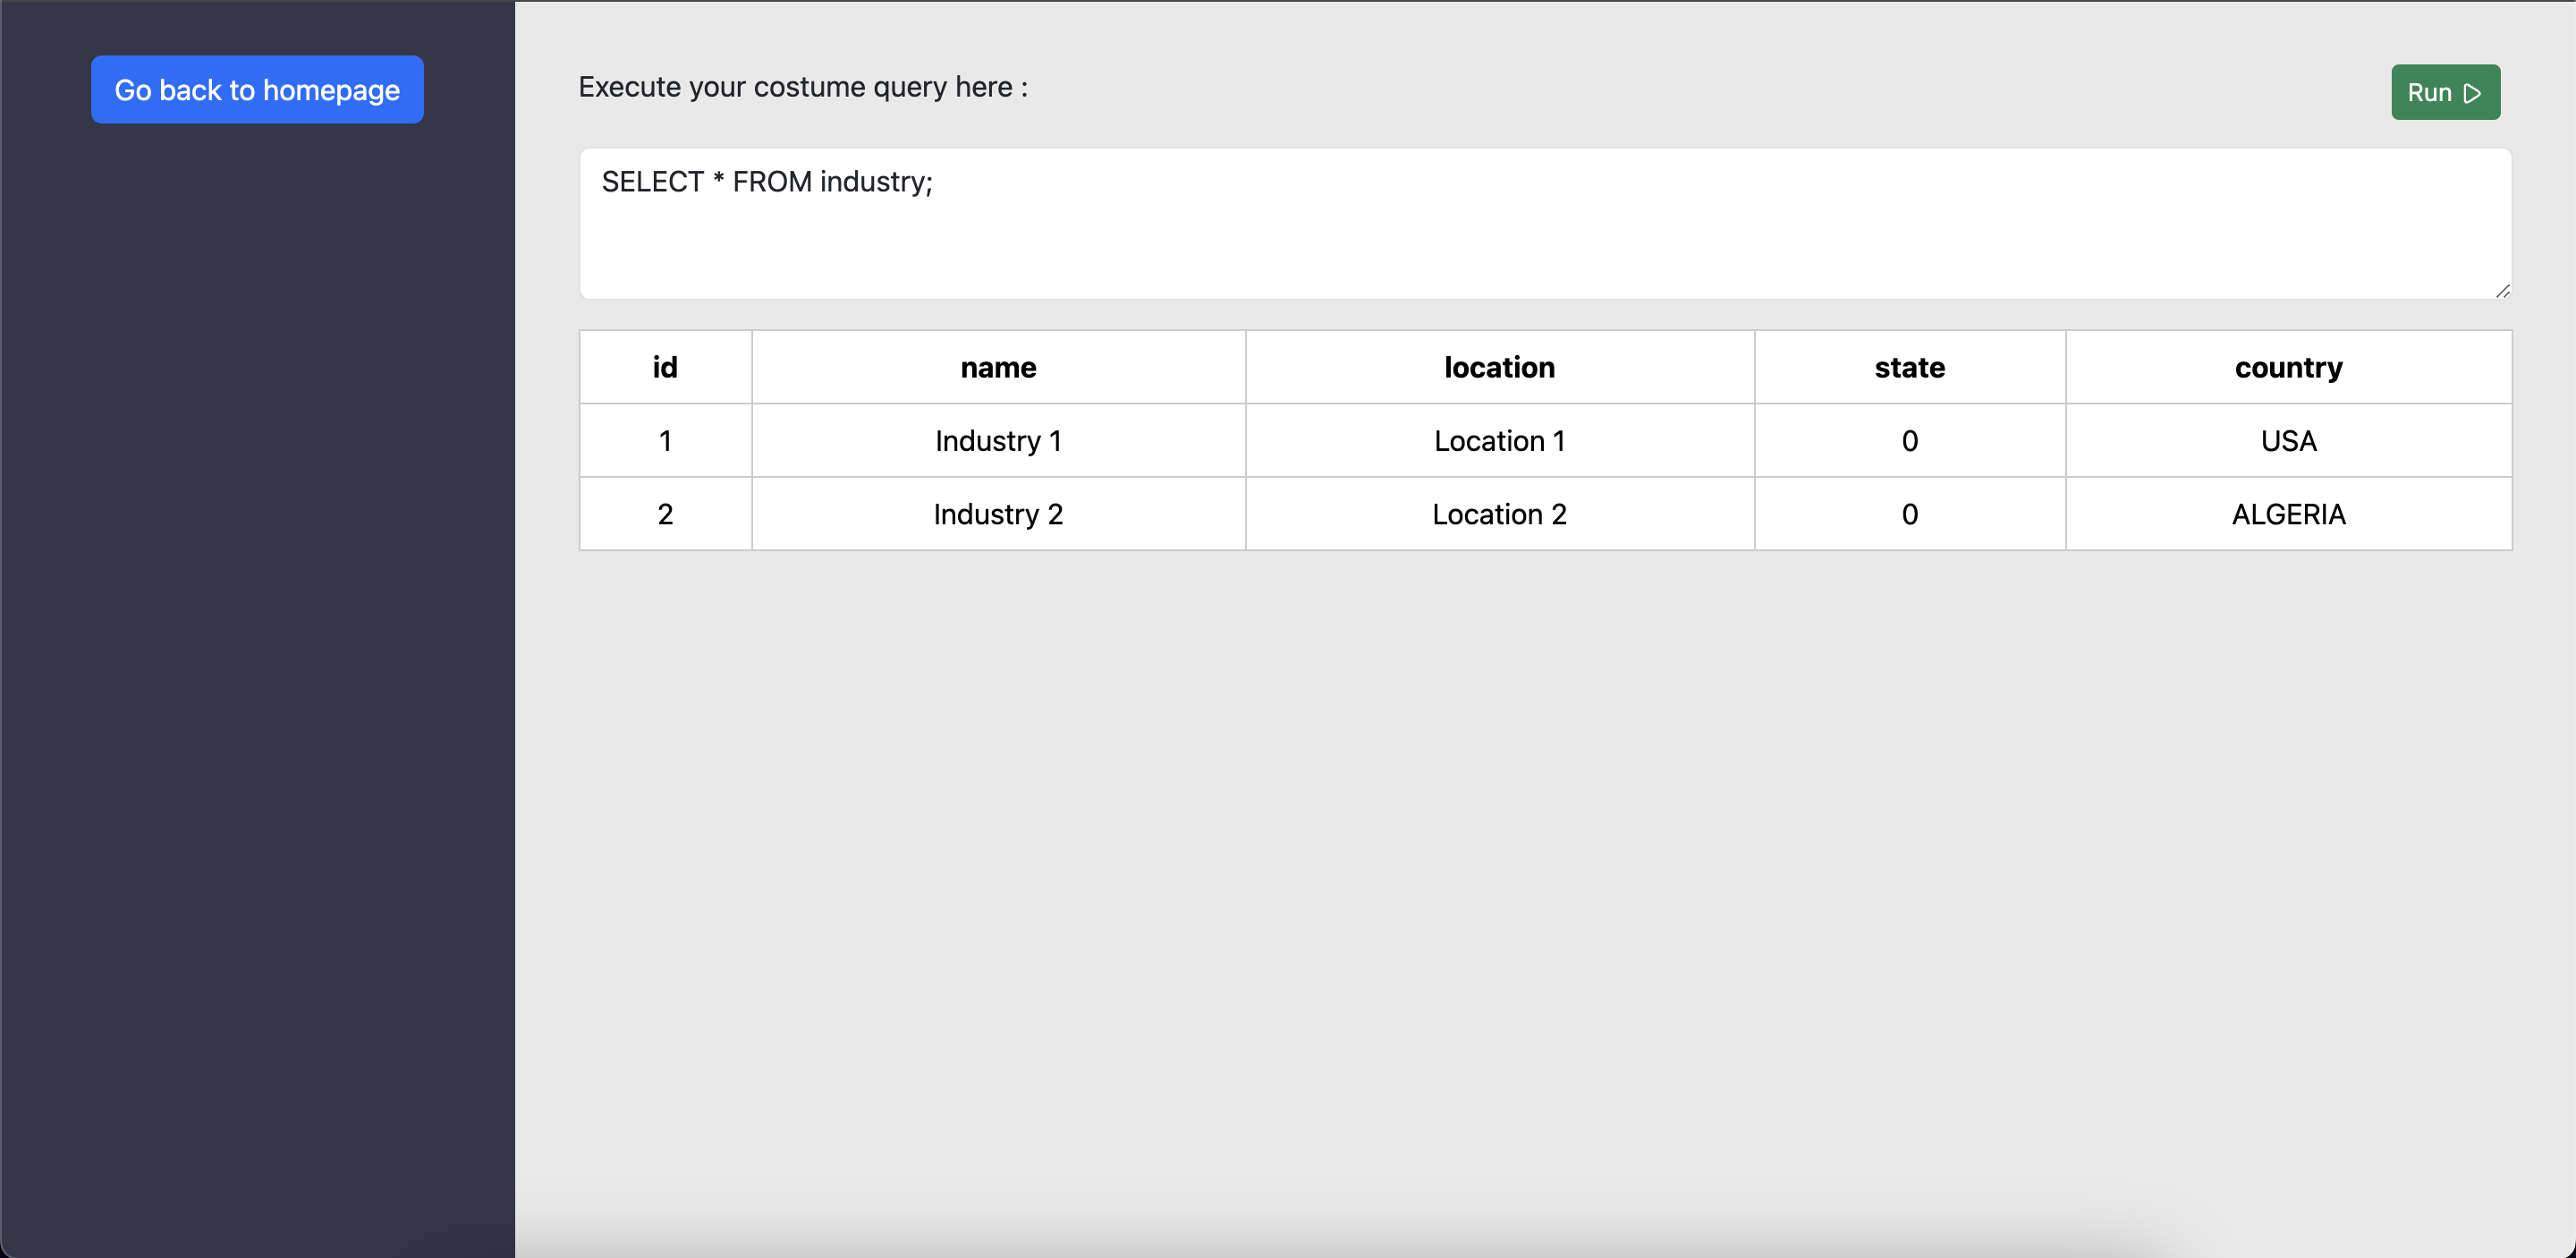 Go back to homepage
Execute your costume query here :
Run
SELECT * FROM industry;
id name location state country
1 Industry 1 Location 1 0 USA
2 Industry 2 Location 2 0 ALGERIA